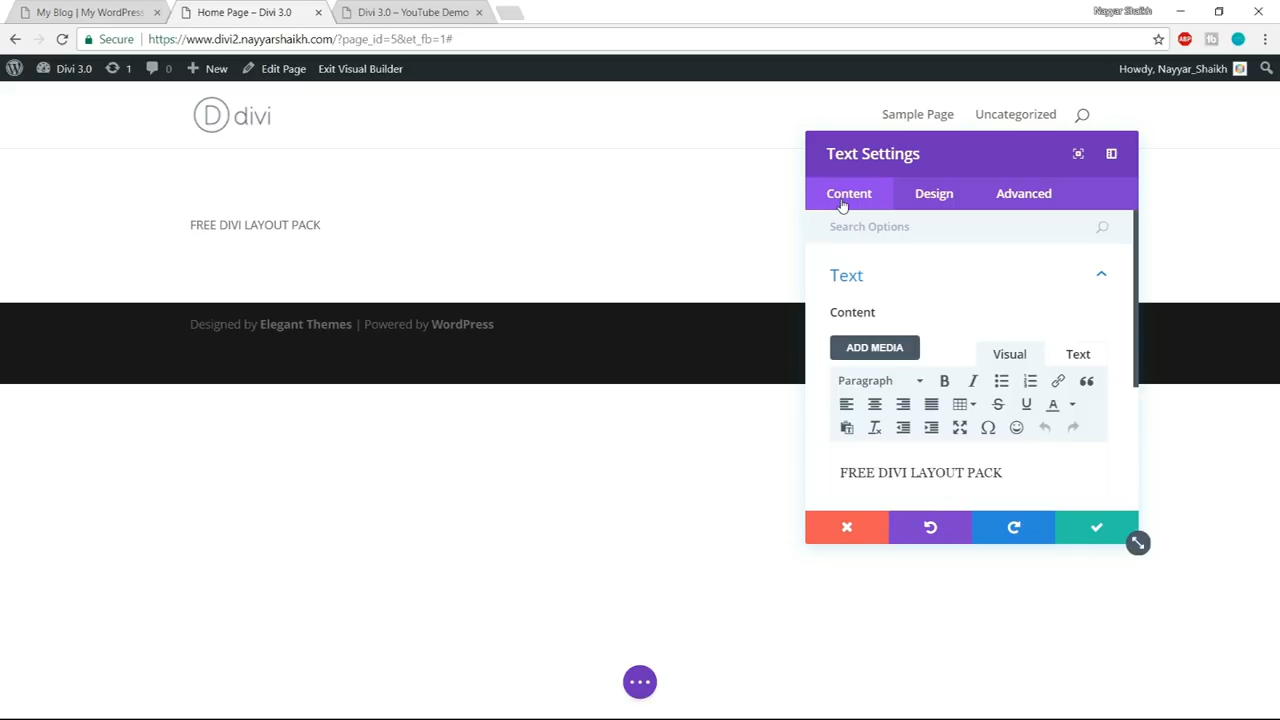 My Blog | My WordPress
Home Page – Divi 3.0
Divi 3.0 – YouTube Demo
Nayyar Shaikh
Secure
https://www.divi2.nayyarshaikh.com/?page_id=5&et_fb=1#
ABP
tb
Divi 3.0
1
0
New
Edit Page
Exit Visual Builder
Howdy, Nayyar_Shaikh
D divi
Sample Page
Uncategorized
Text Settings
Content
Design
Advanced
FREE DIVI LAYOUT PACK
Search Options
Text
Content
Designed by Elegant Themes | Powered by WordPress
ADD MEDIA
Visual
Text
Paragraph
FREE DIVI LAYOUT PACK